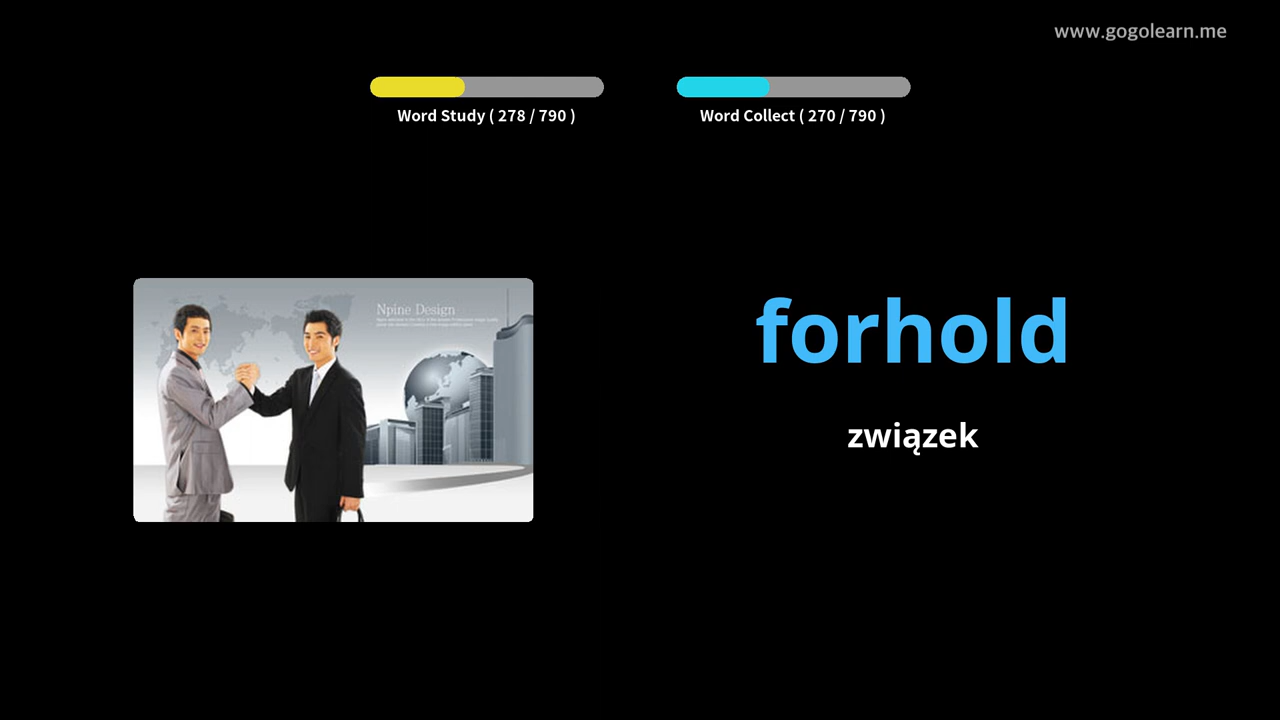 www.gogolearn.me
Word Study ( 278 / 790 )
Word Collect ( 270 / 790 )
Npine Design
forhold
związek